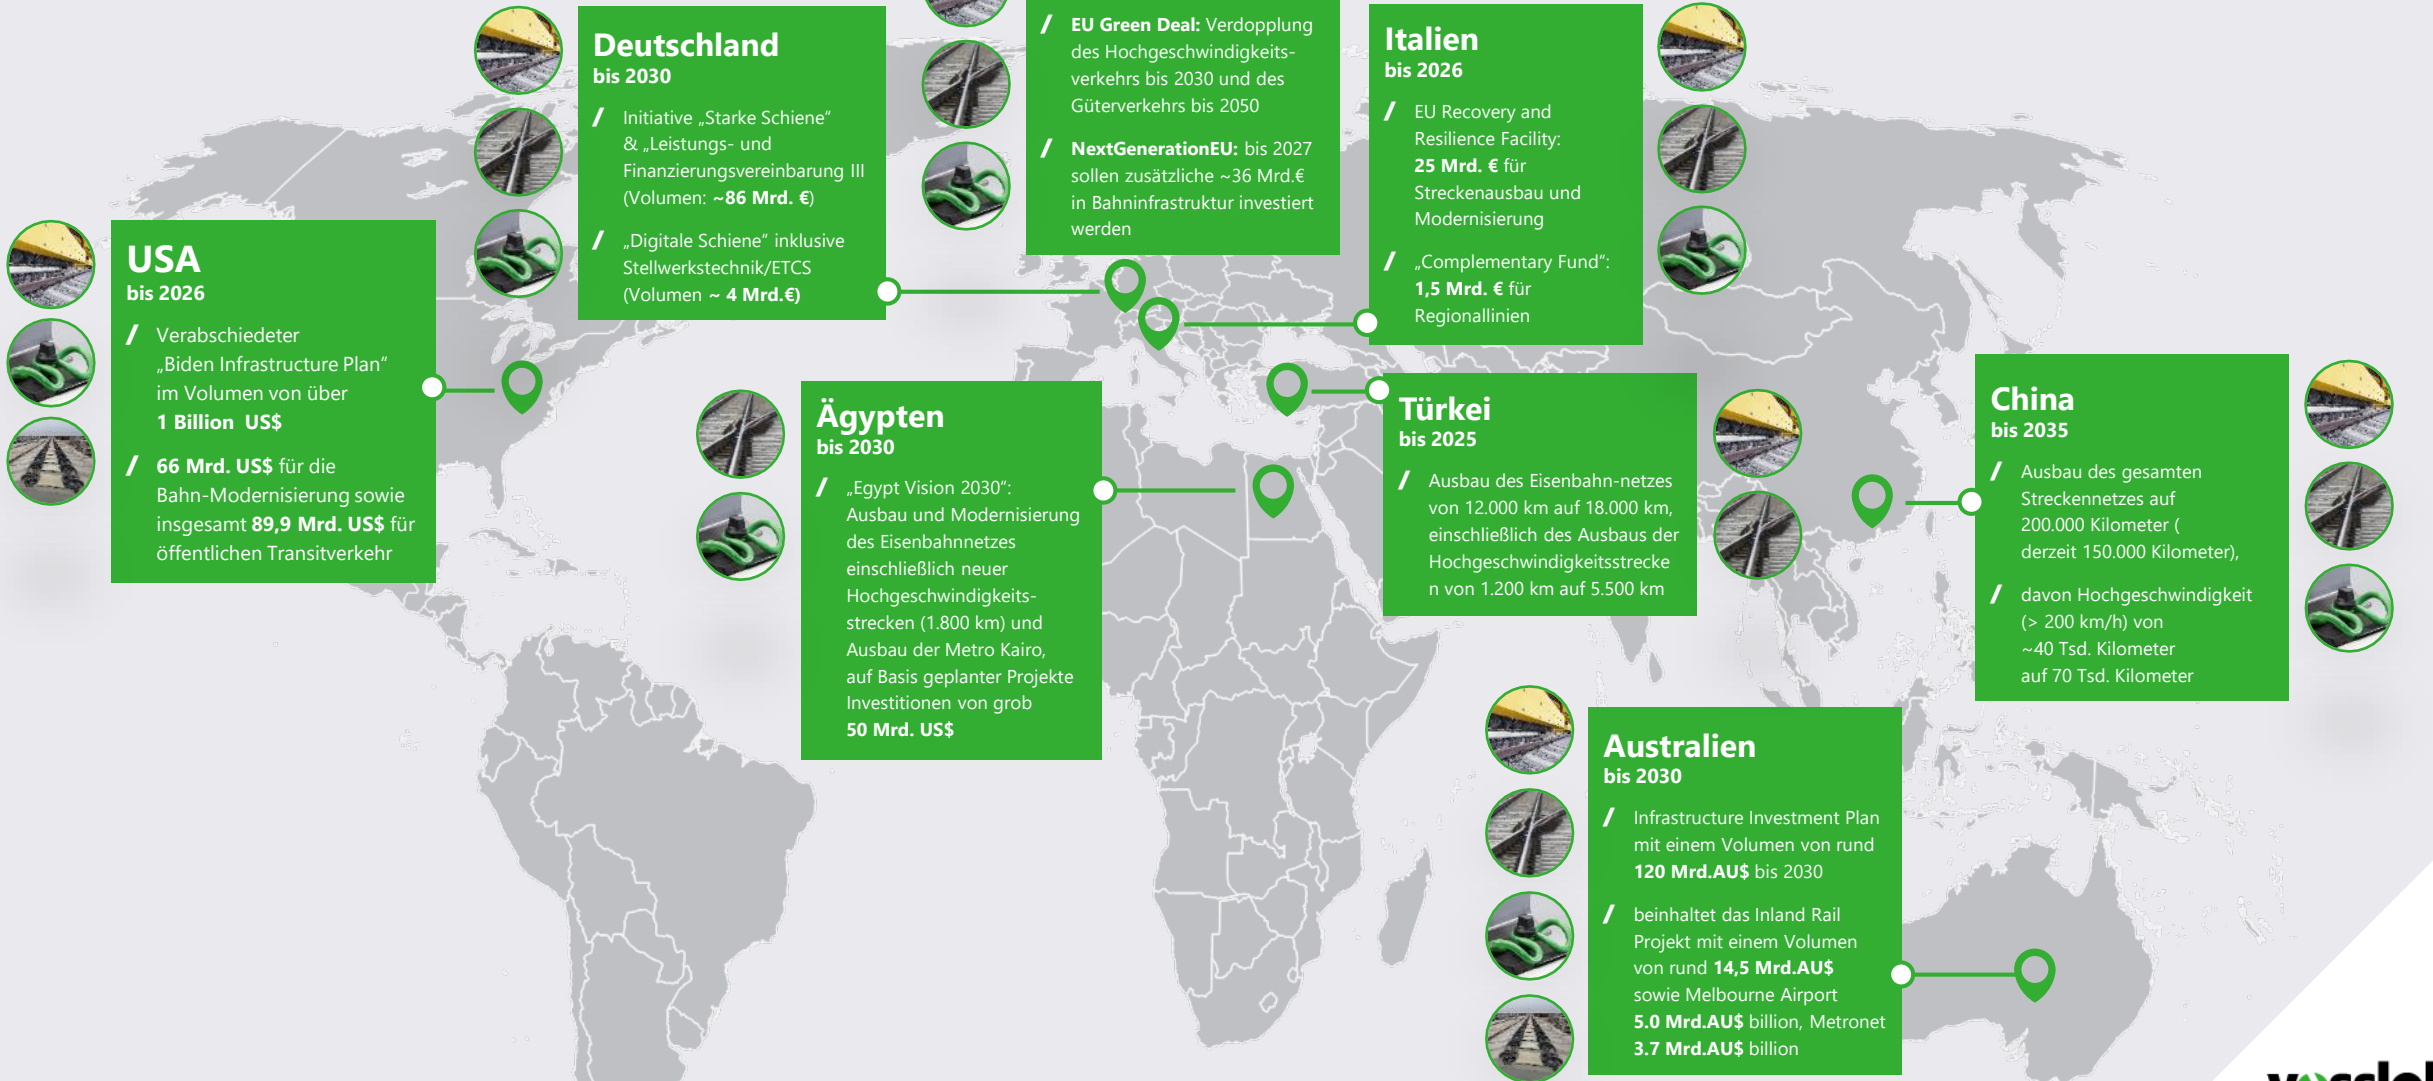 Deutschland
bis 2030
/ Initiative „Starke Schiene“
& „Leistungs- und
Finanzierungsvereinbarung III
(Volumen: ~86 Mrd. €)
/ „Digitale Schiene“ inklusive
Stellwerkstechnik/ETCS
(Volumen ~ 4 Mrd.€)
/ EU Green Deal: Verdopplung
des Hochgeschwindigkeits-
verkehrs bis 2030 und des
Güterverkehrs bis 2050
/ NextGenerationEU: bis 2027
sollen zusätzliche ~36 Mrd.€
in Bahninfrastruktur investiert
werden
Italien
bis 2026
/ EU Recovery and
Resilience Facility:
25 Mrd. € für
Streckenausbau und
Modernisierung
/ „Complementary Fund“:
1,5 Mrd. € für
Regionallinien
USA
bis 2026
/ Verabschiedeter
„Biden Infrastructure Plan“
im Volumen von über
1 Billion US$
/ 66 Mrd. US$ für die
Bahn-Modernisierung sowie
insgesamt 89,9 Mrd. US$ für
öffentlichen Transitverkehr
Ägypten
bis 2030
/ „Egypt Vision 2030“:
Ausbau und Modernisierung
des Eisenbahnnetzes
einschließlich neuer
Hochgeschwindigkeits-
strecken (1.800 km) und
Ausbau der Metro Kairo,
auf Basis geplanter Projekte
Investitionen von grob
50 Mrd. US$
Türkei
bis 2025
/ Ausbau des Eisenbahn-netzes
von 12.000 km auf 18.000 km,
einschließlich des Ausbaus der
Hochgeschwindigkeitsstrecke
n von 1.200 km auf 5.500 km
China
bis 2035
/ Ausbau des gesamten
Streckennetzes auf
200.000 Kilometer (
derzeit 150.000 Kilometer),
/ davon Hochgeschwindigkeit
(> 200 km/h) von
~40 Tsd. Kilometer
auf 70 Tsd. Kilometer
Australien
bis 2030
/ Infrastructure Investment Plan
mit einem Volumen von rund
120 Mrd.AU$ bis 2030
/ beinhaltet das Inland Rail
Projekt mit einem Volumen
von rund 14,5 Mrd.AU$
sowie Melbourne Airport
5.0 Mrd.AU$ billion, Metronet
3.7 Mrd.AU$ billion